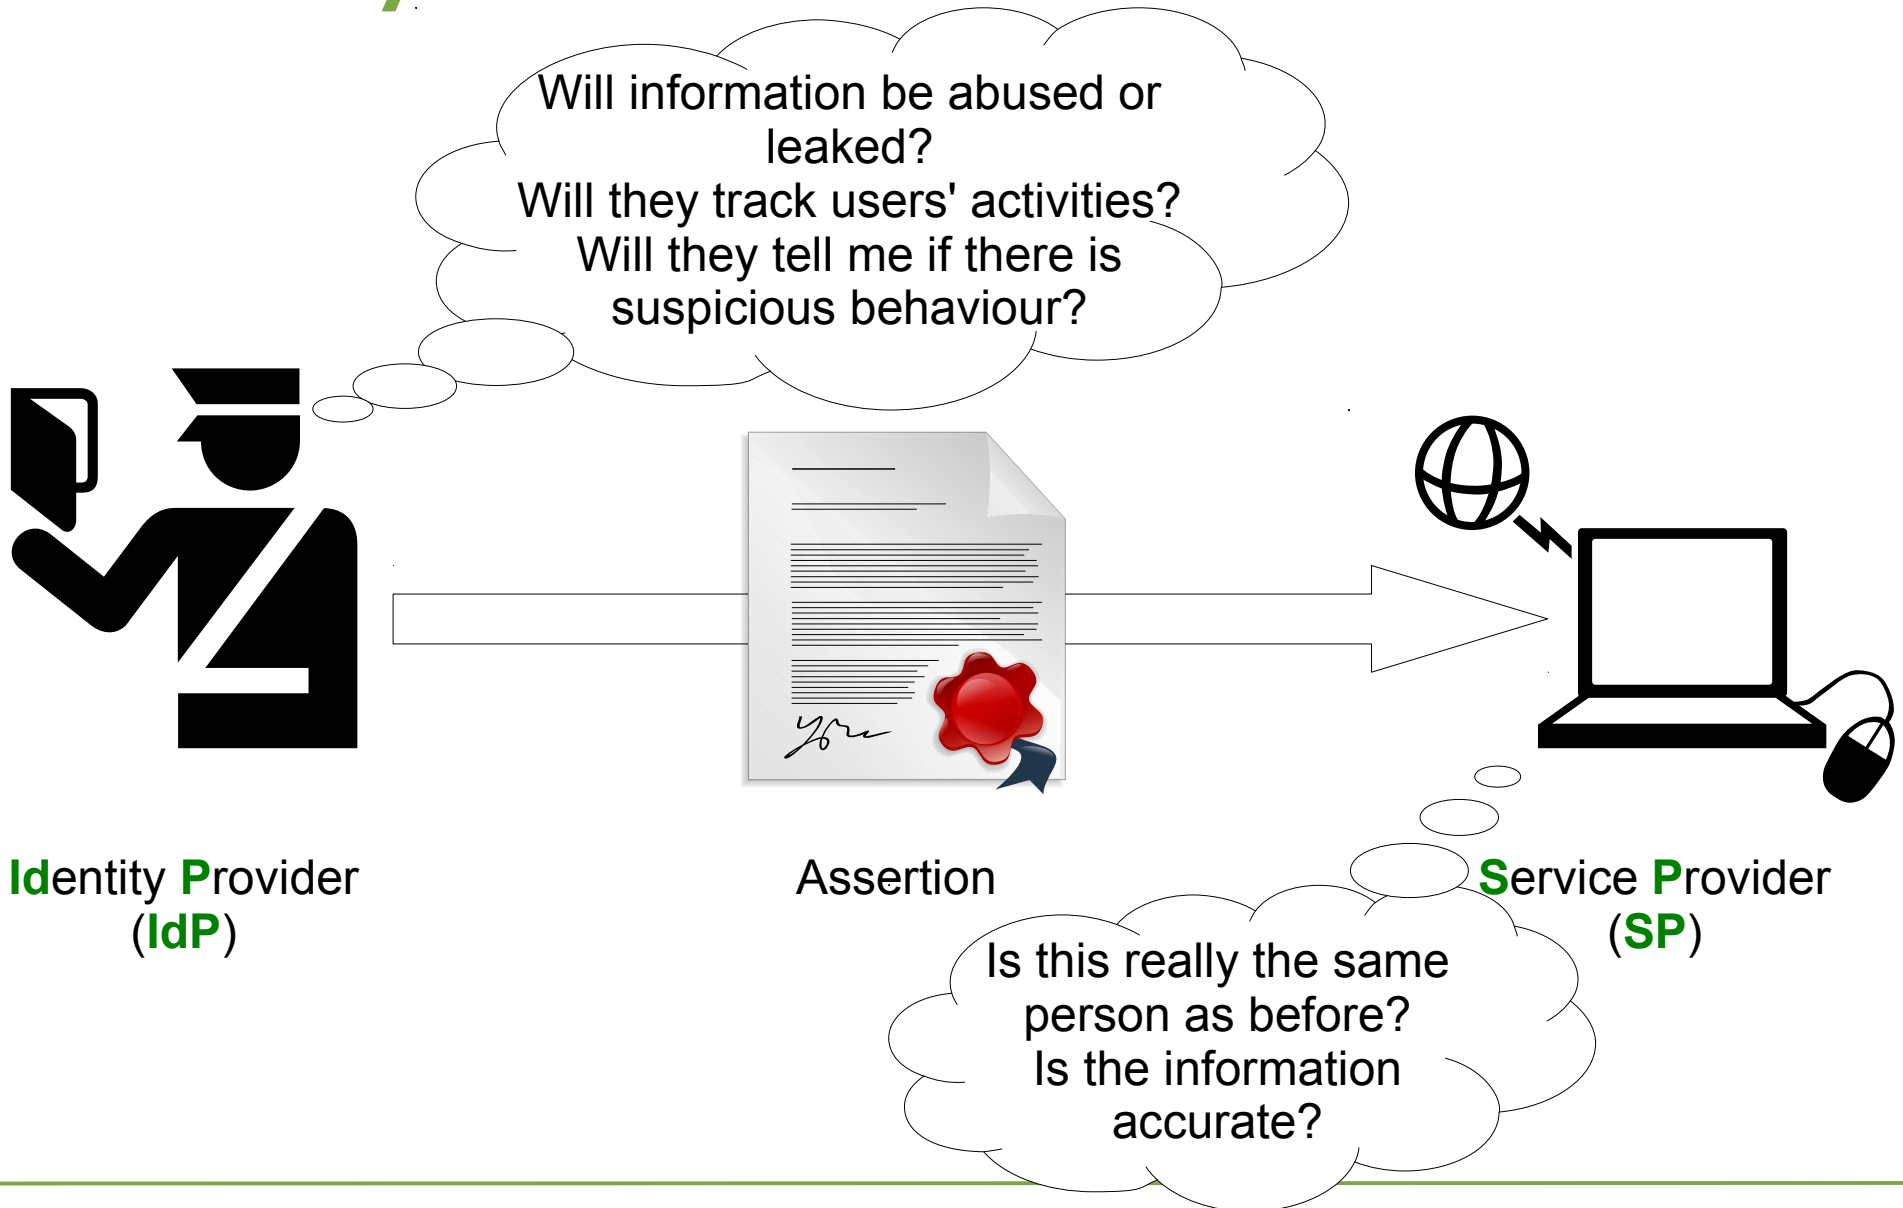 Will information be abused or
leaked?
Will they track users' activities?
Will they tell me if there is
suspicious behaviour?
Identity Provider
(IdP)
Assertion
Service Provider
(SP)
Is this really the same
person as before?
Is the information
accurate?